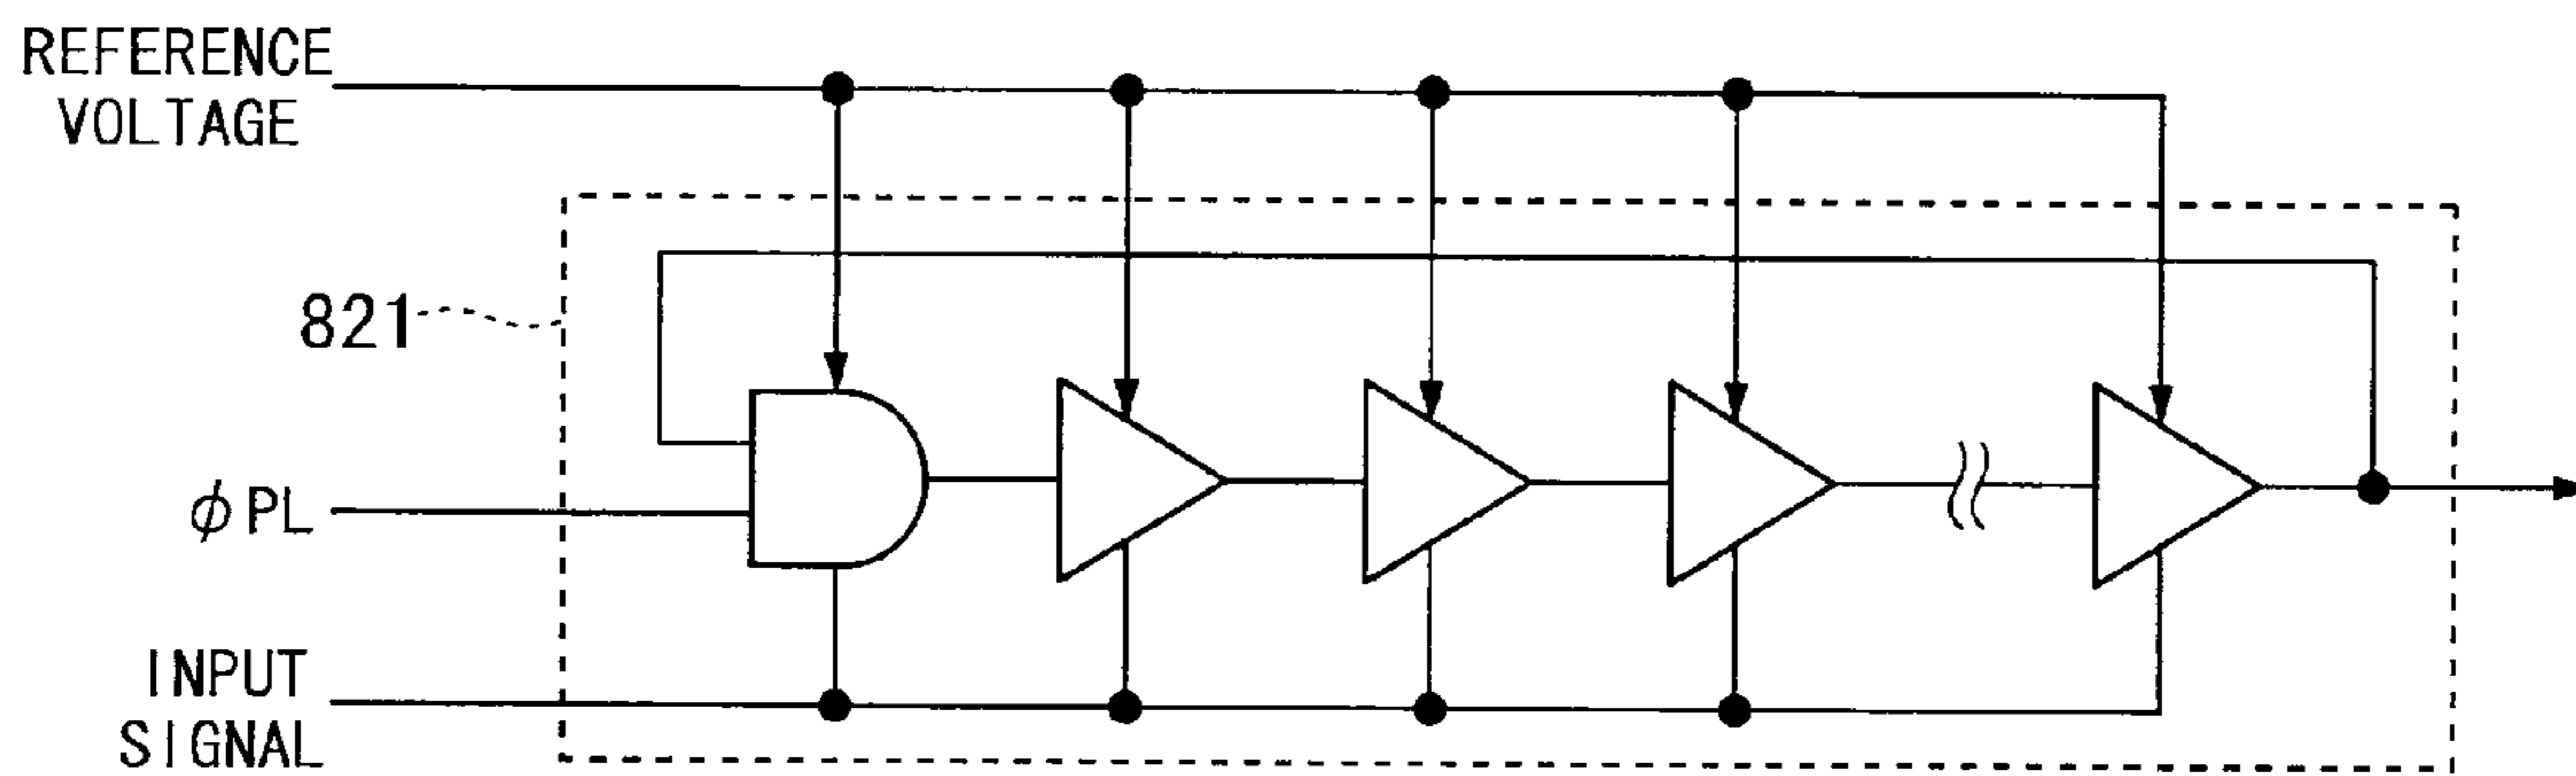 REFERENCE
VOLTAGE
821
φPL
INPUT
SIGNAL